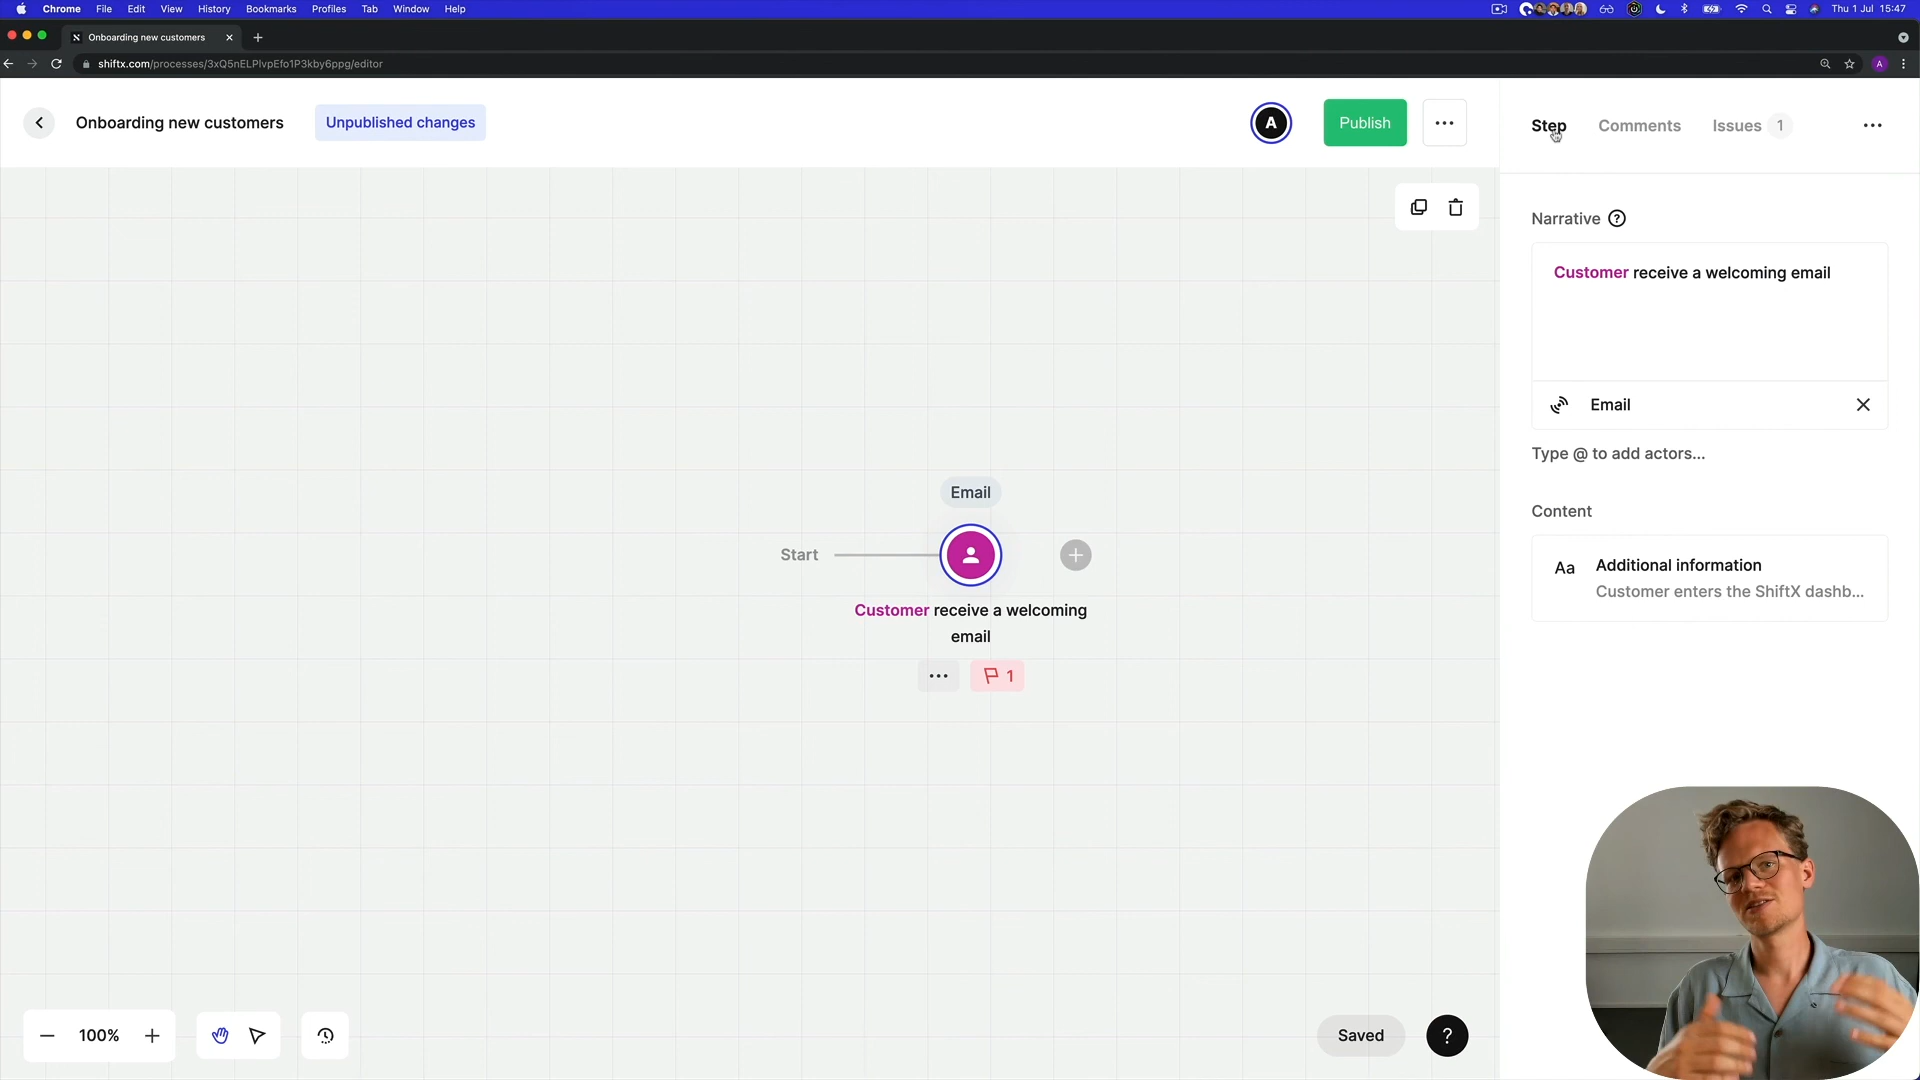 Chrome File Edit View History Bookmarks Profiles Tab Window Help Thu 1 Jul 15:47
Onboarding new customers
shiftx.com/processes/3xQ5nELPIvpEfo1P3kby6ppg/editor
A
Onboarding new customers
Unpublished changes
A
Publish
Step
Comments
Issues 1
Narrative
Customer receive a welcoming email
Email
Type @ to add actors...
Content
Aa
Additional information
Customer enters the ShiftX dashb...
Email
Start
Customer receive a welcoming
email
1
100%
Saved
?